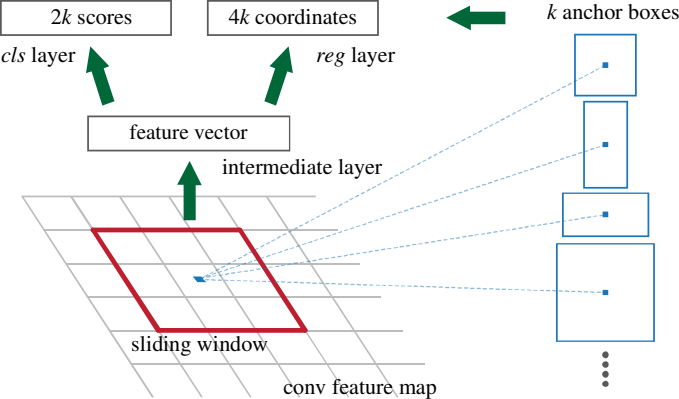 2k scores
4k coordinates
k anchor boxes
cls layer
reg layer
feature vector
intermediate layer
sliding window
conv feature map